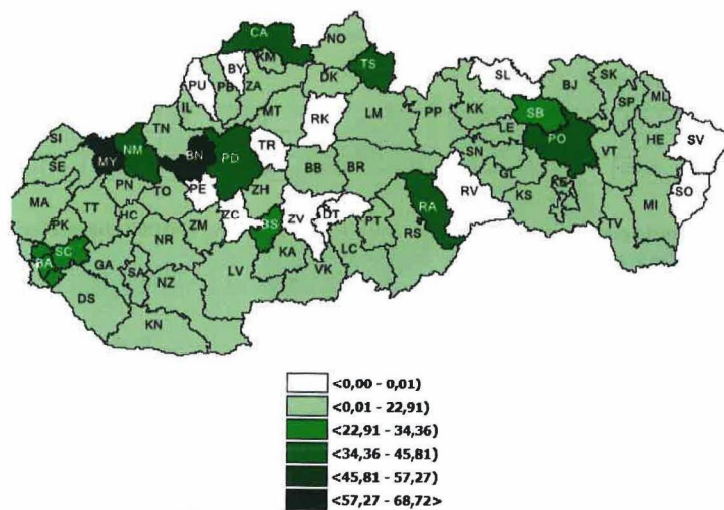 CA
NO
KM
TS
BY
PU
PB
ZA
DK
SL
BJ
SK
IL
MT
RK
LM
PP
KK
SB
SP
ML
TN
LE
PO
HE
SV
SI
MY
NM
BN
PD
TR
SN
VT
SE
PN
TO
PE
ZH
BB
BR
GL
KS
SO
MA
TT
HC
ZC
BS
ZV
DT
PT
RA
RV
MI
PK
NR
ZM
KA
LC
RS
TV
BA
SC
GA
SA
NZ
LV
VK
DS
KN
<0,00 - 0,01)
<0,01 - 22,91)
<22,91 - 34,36)
<34,36 - 45,81)
<45,81 - 57,27)
<57,27 - 68,72>